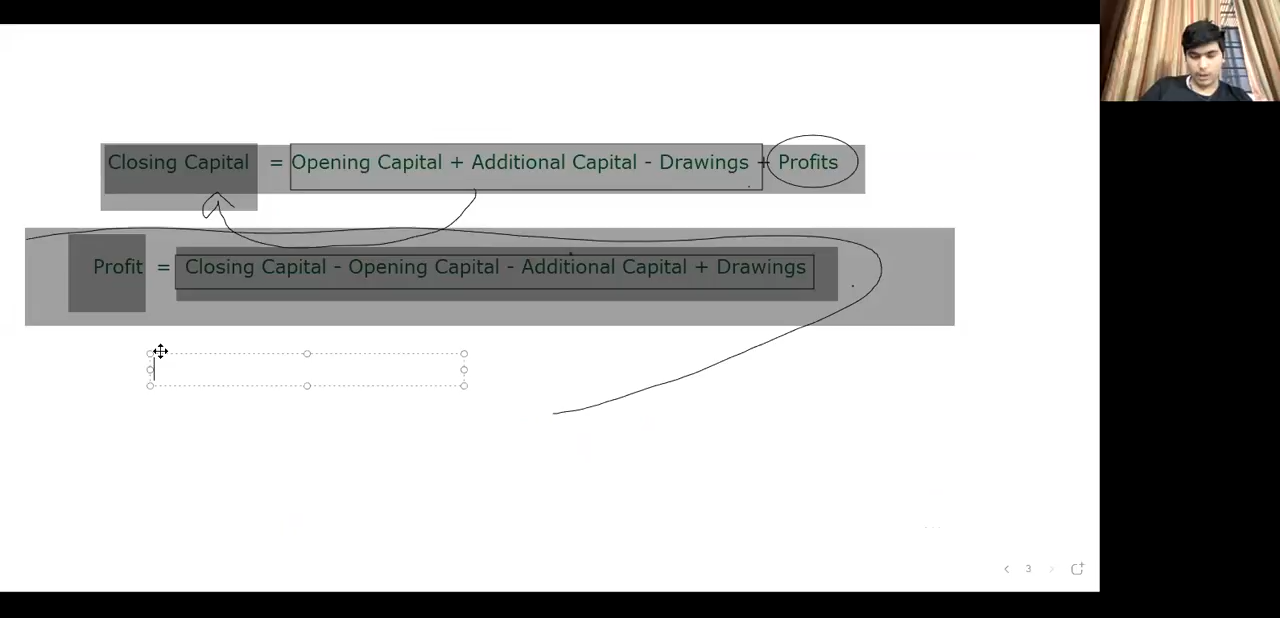 Closing Capital = Opening Capital + Additional Capital - Drawings + Profits
Profit = Closing Capital - Opening Capital - Additional Capital + Drawings
3